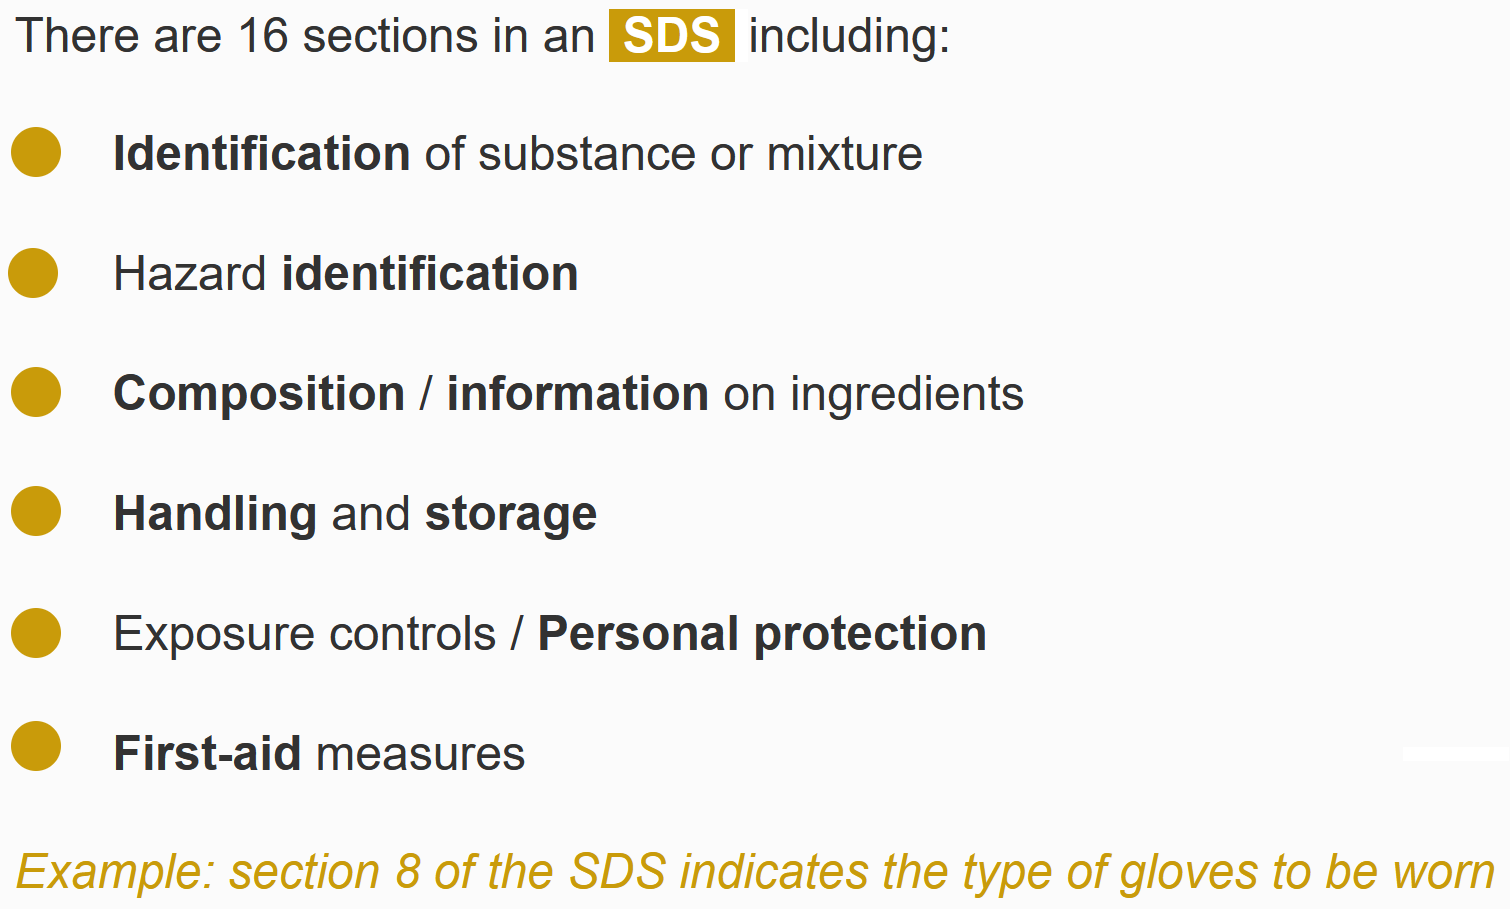 There are 16 sections in an SDS including:
Identification of substance or mixture
Hazard identification
Composition / information on ingredients
Handling and storage
Exposure controls / Personal protection
First-aid measures
Example: section 8 of the SDS indicates the type of gloves to be worn